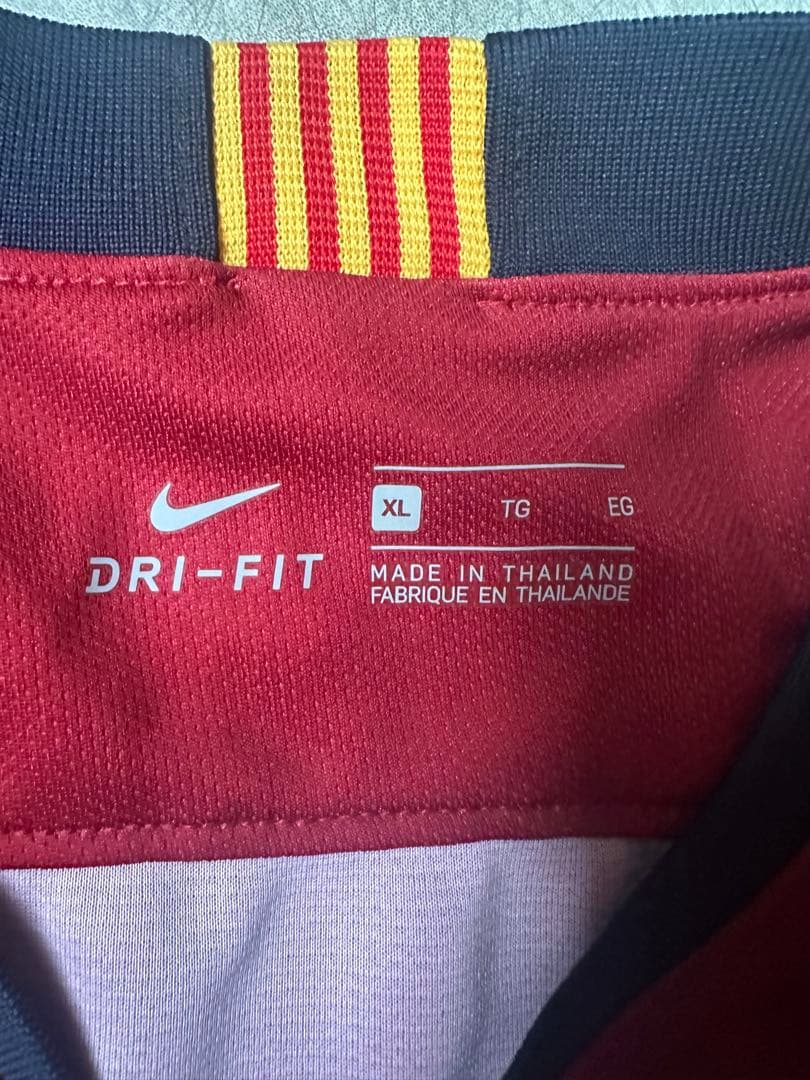 DRI-FIT
XL TG EG
MADE IN THAILAND
FABRIQUE EN THAILANDE